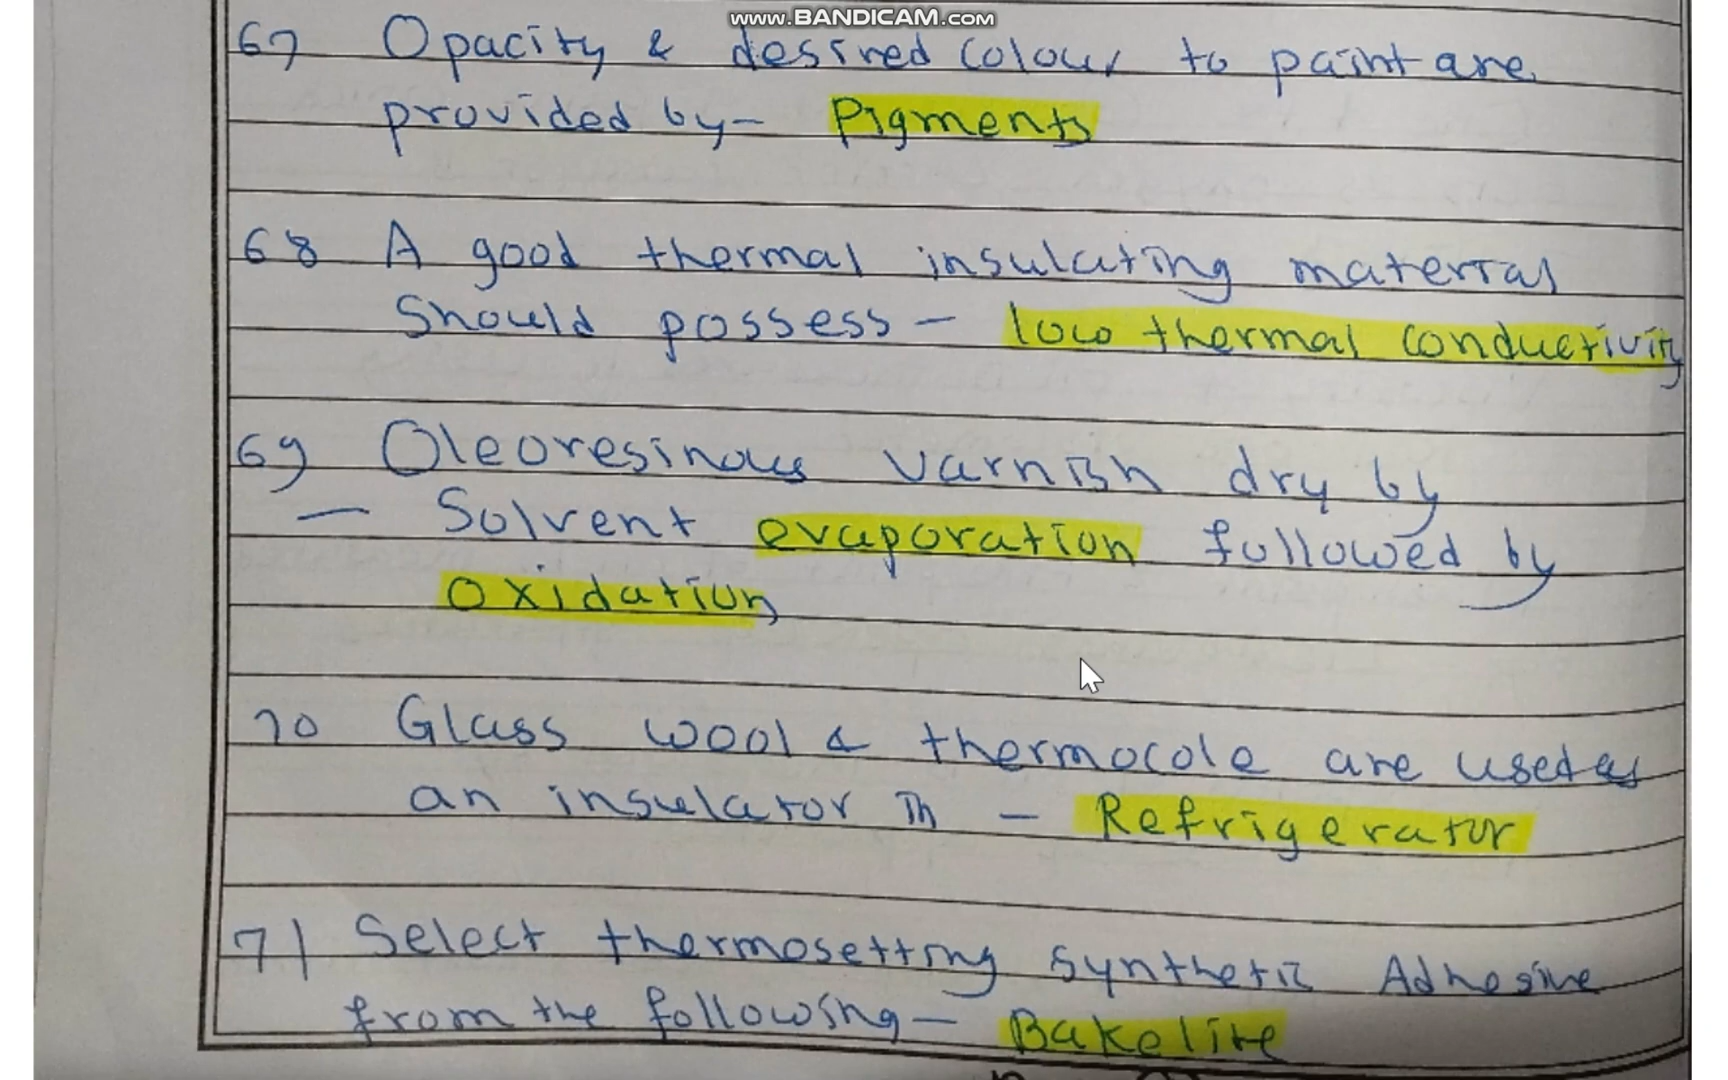 WWW.BANDICAM.COM
67 Opacity & desired colour to paint are
provided by - Pigments
68 A good thermal insulating material
Should possess - low thermal conductivity
69 Oleoresinous varnish dry by
- Solvent evaporation followed by
oxidation
70 Glass wool & thermocole are used as
an insulator in - Refrigerator
71 Select thermosetting synthetic Adhesive
from the following - Bakelite